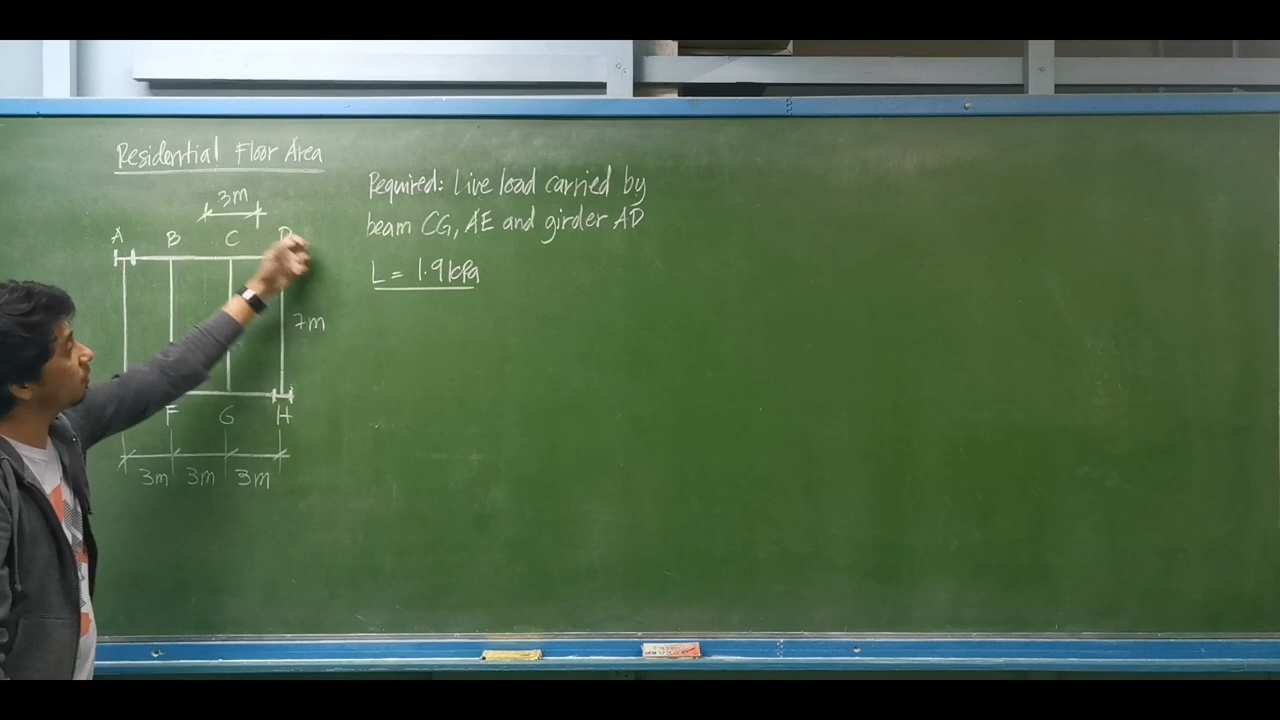 Residential Floor Area
3m
A B C D
7m
F G H
3m 3m 3m
Required: Live load carried by
beam CG, AE and girder AD
L = 1.9 kPa